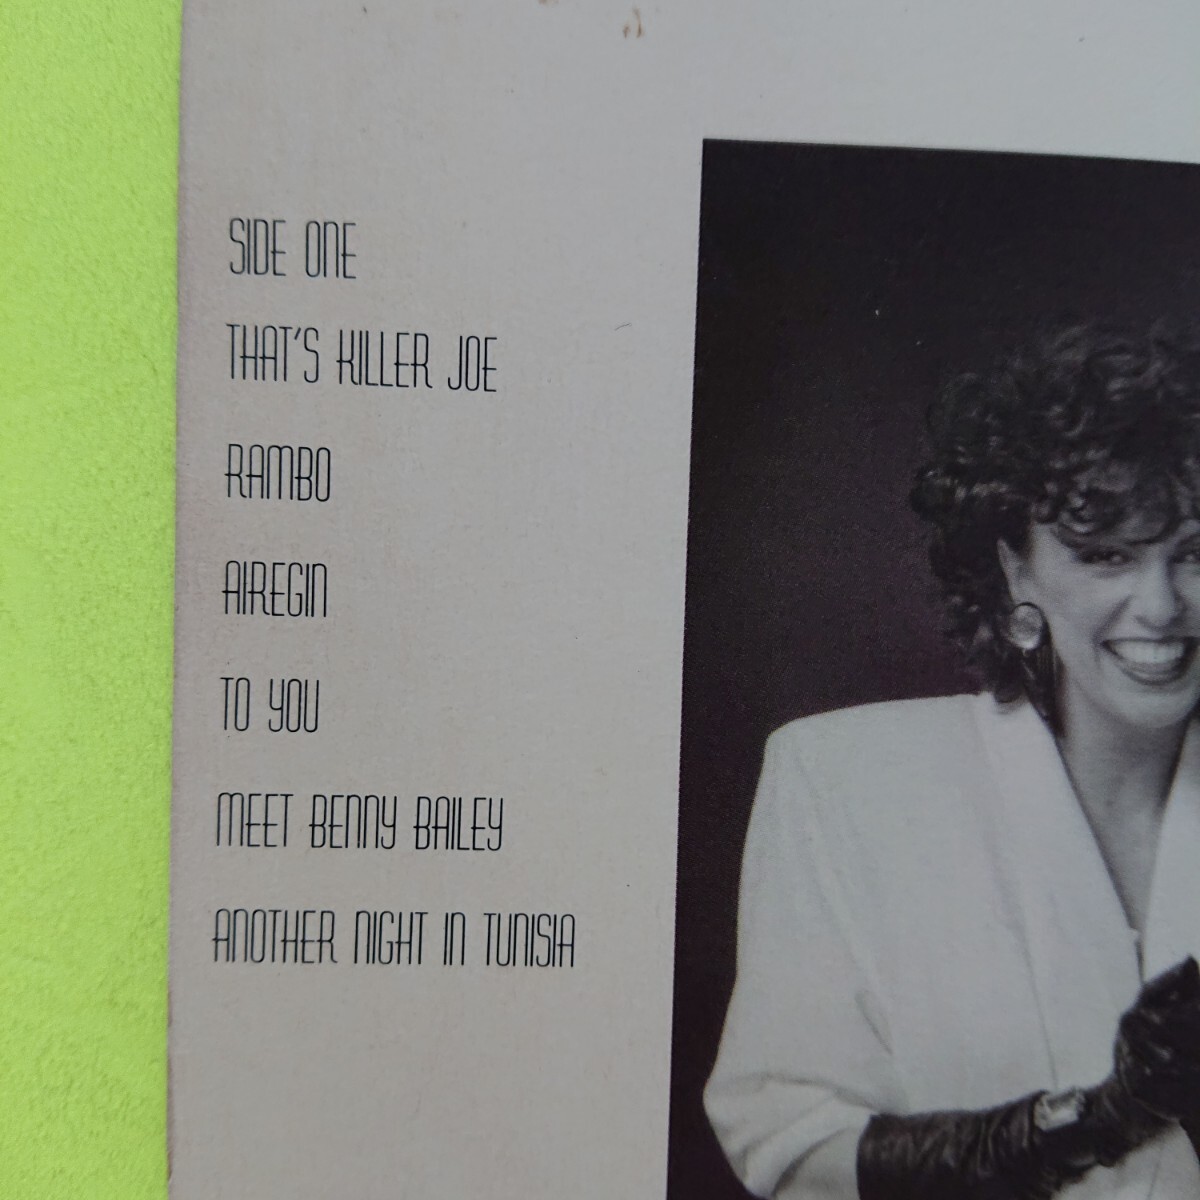 SIDE ONE
THAT'S KILLER JOE
RAMBO
AIREGIN
TO YOU
MEET BENNY BAILEY
ANOTHER NIGHT IN TUNISIA